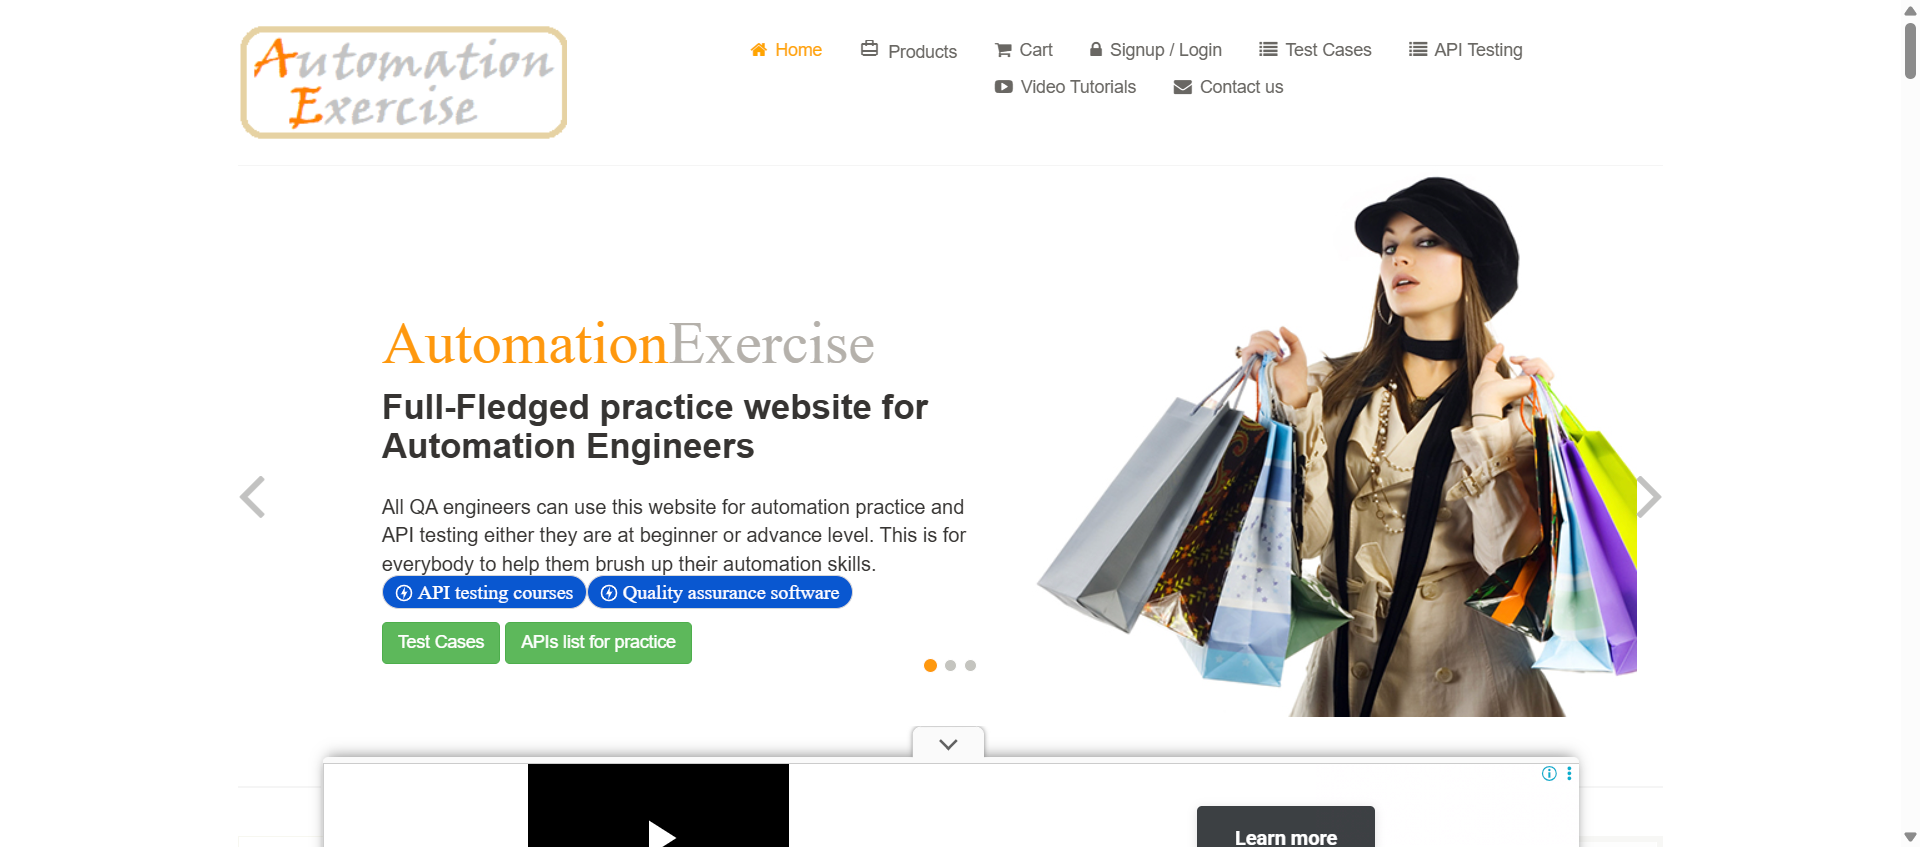 Automation
Exercise
Home
Products
Cart
Signup / Login
Test Cases
API Testing
Video Tutorials
Contact us
AutomationExercise
Full-Fledged practice website for
Automation Engineers
All QA engineers can use this website for automation practice and
API testing either they are at beginner or advance level. This is for
everybody to help them brush up their automation skills.
API testing courses
Quality assurance software
Test Cases
APIs list for practice
Learn more